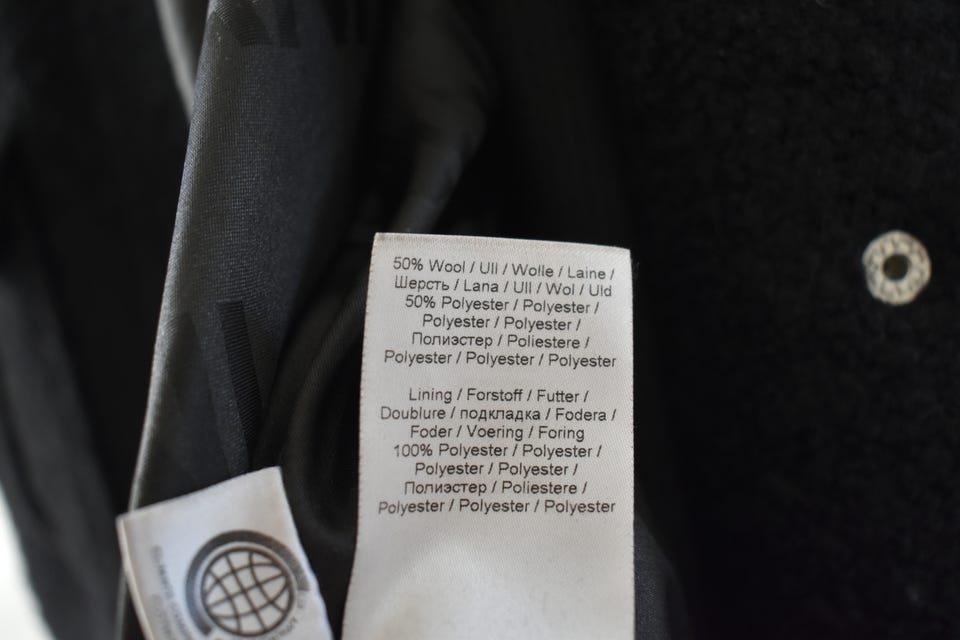 50% Wool / Ull / Wolle / Laine /
Шерсть / Lana / Ull / Wol / Uld
50% Polyester / Polyester /
Polyester / Polyester /
Полиэстер / Poliestere /
Polyester / Polyester / Polyester
Lining / Forstoff / Futter /
Doublure / подкладка / Fodera /
Foder / Voering / Foring
100% Polyester / Polyester /
Polyester / Polyester /
Полиэстер / Poliestere /
Polyester / Polyester / Polyester